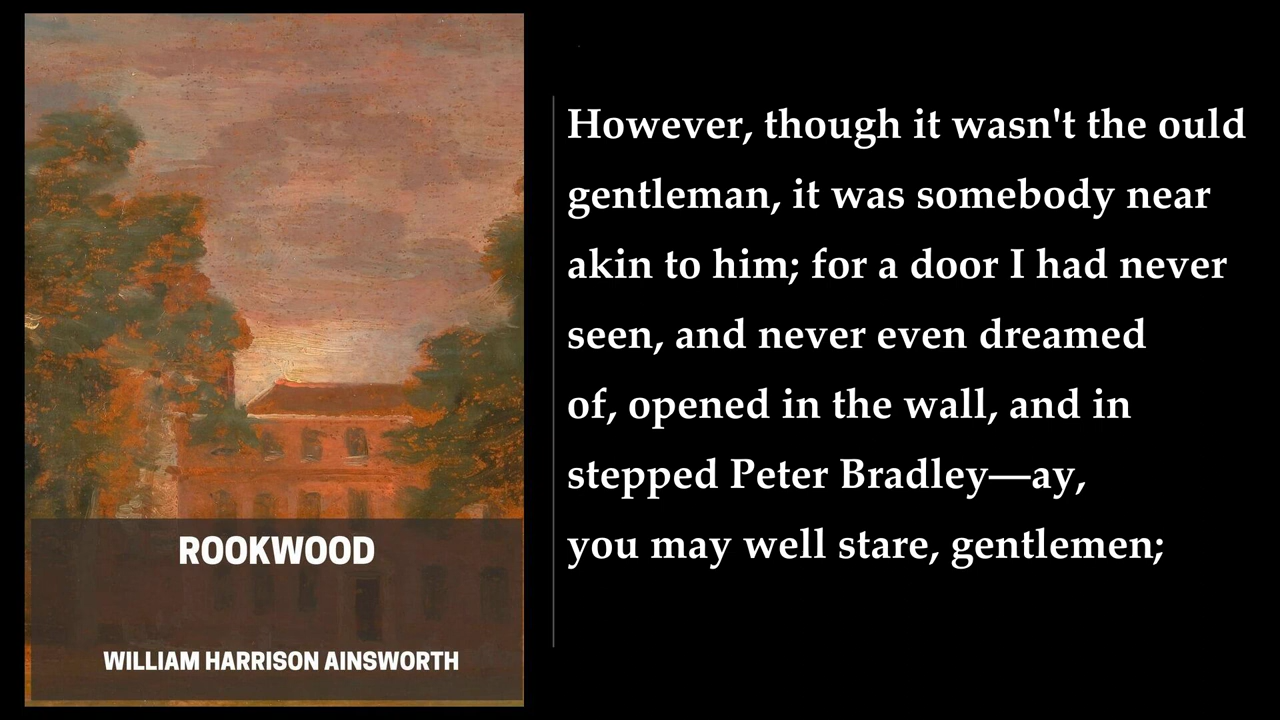 ROOKWOOD
WILLIAM HARRISON AINSWORTH
However, though it wasn't the ould
gentleman, it was somebody near
akin to him; for a door I had never
seen, and never even dreamed
of, opened in the wall, and in
stepped Peter Bradley—ay,
you may well stare, gentlemen;